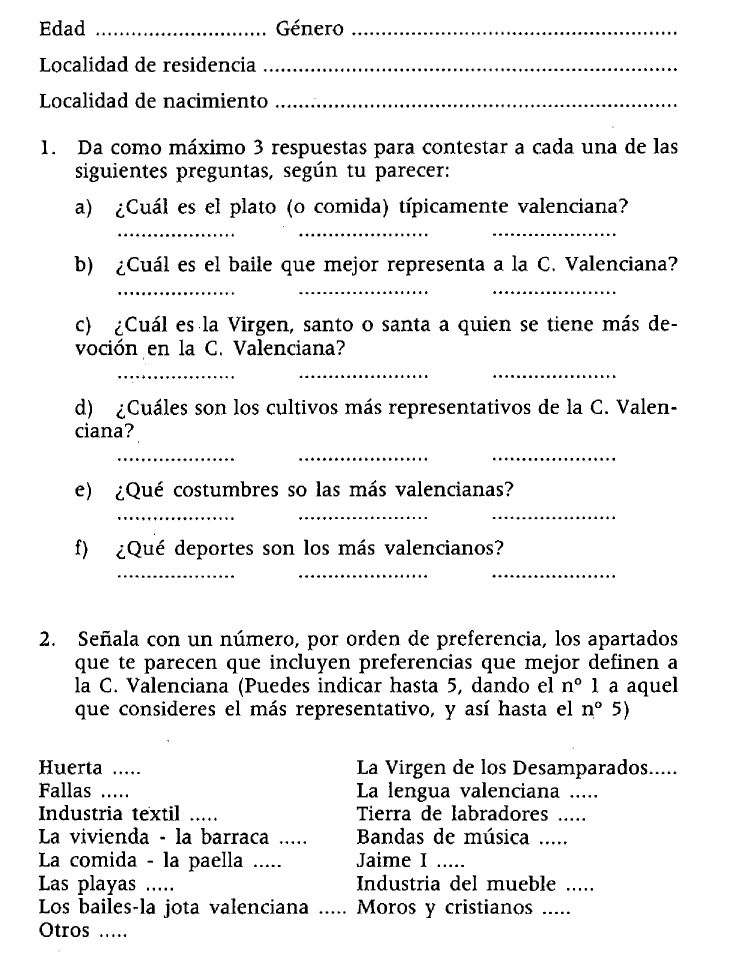 Edad ............................. Género .......................................................
Localidad de residencia ......................................................................
Localidad de nacimiento ....................................................................
1. Da como máximo 3 respuestas para contestar a cada una de las
siguientes preguntas, según tu parecer:
a) ¿Cuál es el plato (o comida) típicamente valenciana?
.................... ...................... .....................
b) ¿Cuál es el baile que mejor representa a la C. Valenciana?
.................... ...................... .....................
c) ¿Cuál es la Virgen, santo o santa a quien se tiene más de-
voción en la C. Valenciana?
.................... ...................... .....................
d) ¿Cuáles son los cultivos más representativos de la C. Valen-
ciana?
.................... ...................... .....................
e) ¿Qué costumbres so las más valencianas?
.................... ...................... .....................
f) ¿Qué deportes son los más valencianos?
.................... ...................... .....................
2. Señala con un número, por orden de preferencia, los apartados
que te parecen que incluyen preferencias que mejor definen a
la C. Valenciana (Puedes indicar hasta 5, dando el nº 1 a aquel
que consideres el más representativo, y así hasta el nº 5)
Huerta .....
Fallas .....
Industria textil .....
La vivienda - la barraca .....
La comida - la paella .....
Las playas .....
Los bailes-la jota valenciana .....
Otros .....
La Virgen de los Desamparados.....
La lengua valenciana .....
Tierra de labradores .....
Bandas de música .....
Jaime I .....
Industria del mueble .....
Moros y cristianos .....